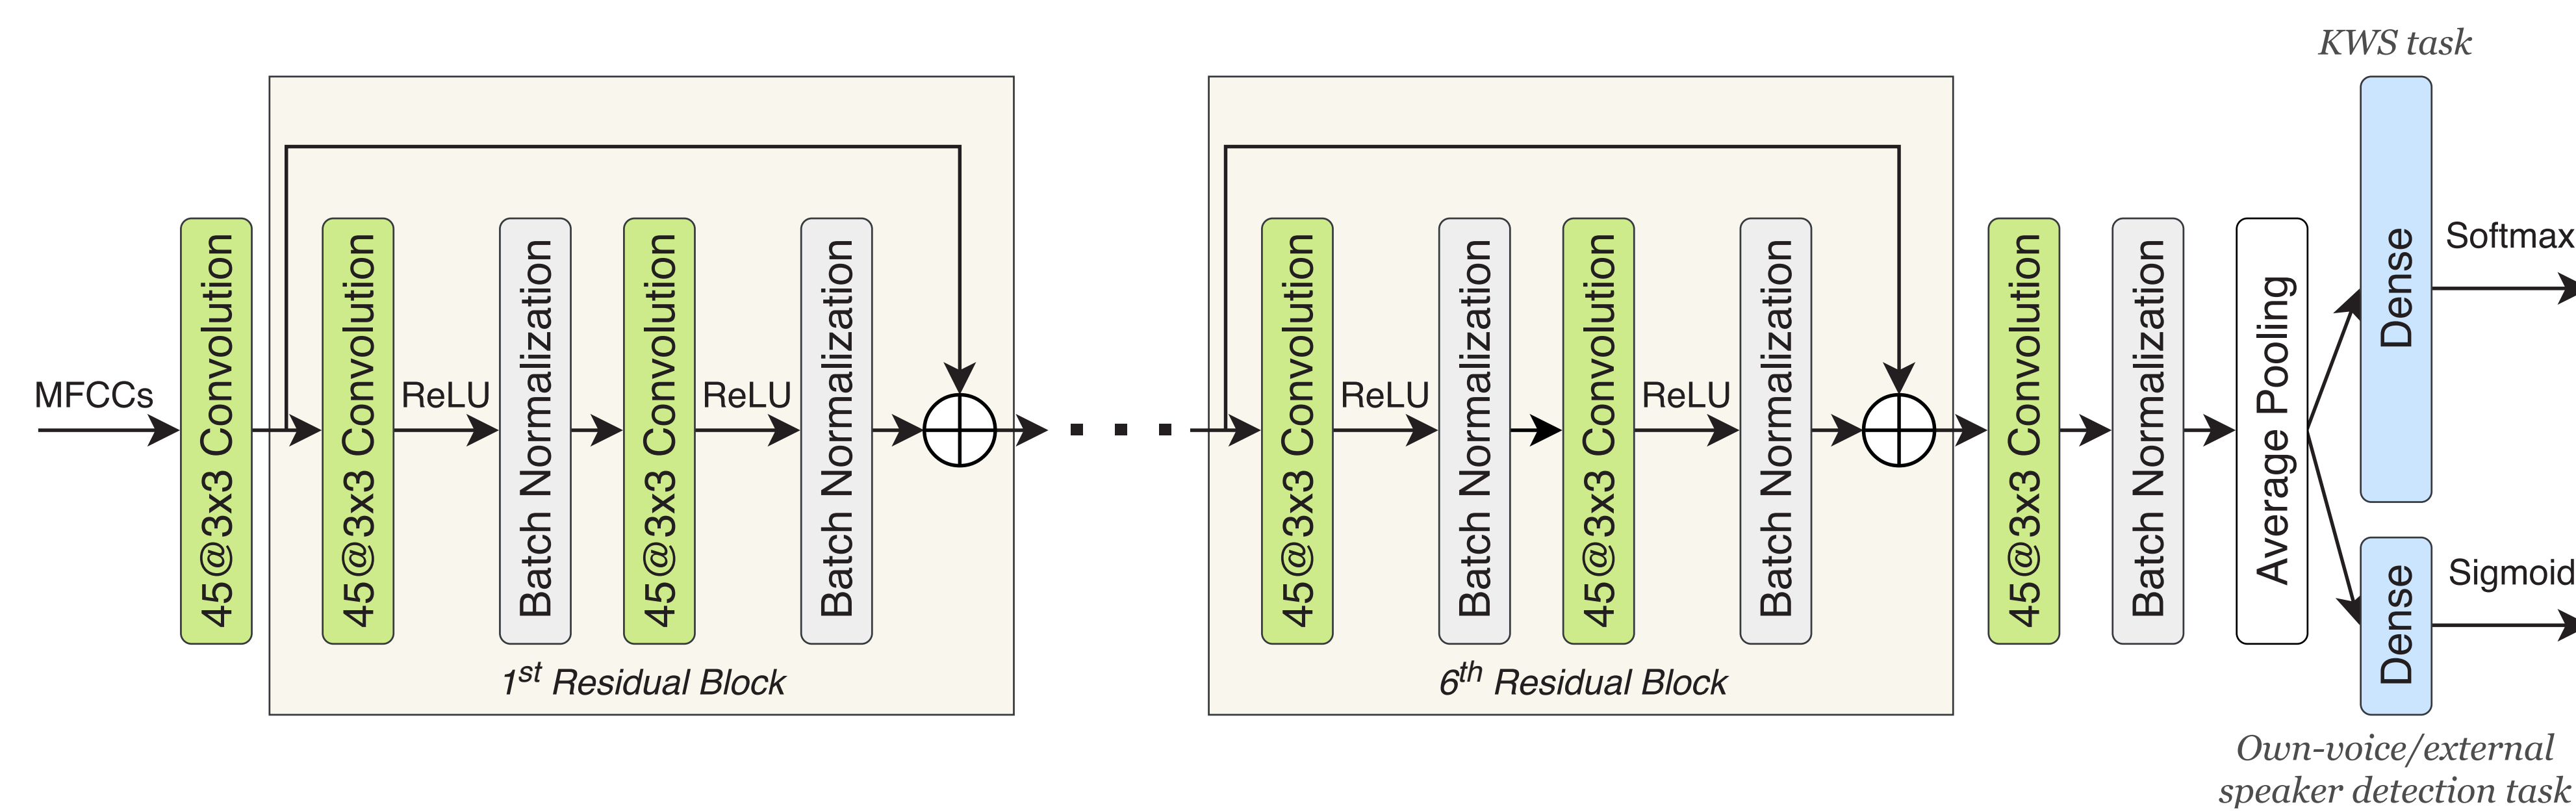 KWS task
MFCCs
45@3x3 Convolution
45@3x3 Convolution
ReLU
Batch Normalization
45@3x3 Convolution
ReLU
Batch Normalization
1st Residual Block
45@3x3 Convolution
ReLU
Batch Normalization
45@3x3 Convolution
ReLU
Batch Normalization
6th Residual Block
45@3x3 Convolution
Batch Normalization
Average Pooling
Dense
Softmax
Dense
Sigmoid
Own-voice/external
speaker detection task